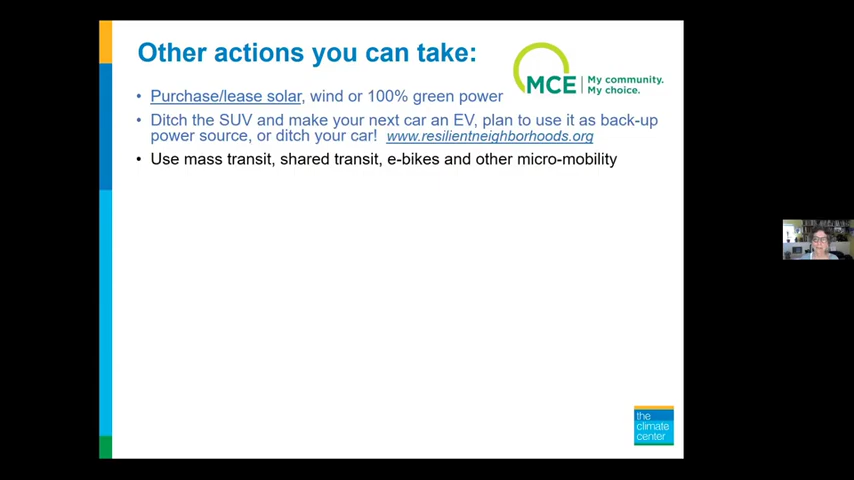 Other actions you can take:
MCE
My community.
My choice.
• Purchase/lease solar, wind or 100% green power
• Ditch the SUV and make your next car an EV, plan to use it as back-up
power source, or ditch your car! www.resilientneighborhoods.org
• Use mass transit, shared transit, e-bikes and other micro-mobility
the
climate
center